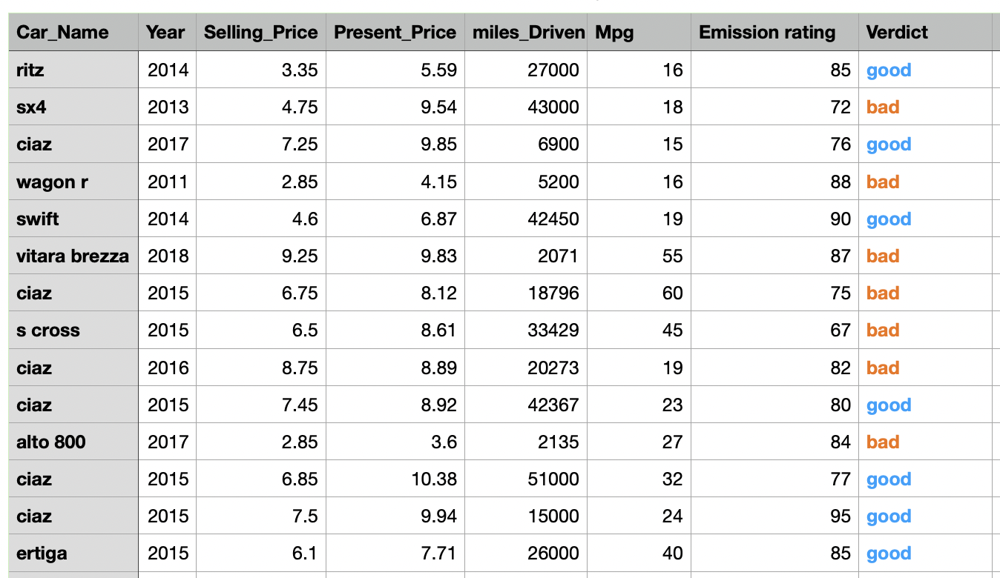 Car_Name Year Selling_Price Present_Price miles_Driven Mpg Emission rating Verdict
ritz 2014 3.35 5.59 27000 16 85 good
sx4 2013 4.75 9.54 43000 18 72 bad
ciaz 2017 7.25 9.85 6900 15 76 good
wagon r 2011 2.85 4.15 5200 16 88 bad
swift 2014 4.6 6.87 42450 19 90 good
vitara brezza 2018 9.25 9.83 2071 55 87 bad
ciaz 2015 6.75 8.12 18796 60 75 bad
s cross 2015 6.5 8.61 33429 45 67 bad
ciaz 2016 8.75 8.89 20273 19 82 bad
ciaz 2015 7.45 8.92 42367 23 80 good
alto 800 2017 2.85 3.6 2135 27 84 bad
ciaz 2015 6.85 10.38 51000 32 77 good
ciaz 2015 7.5 9.94 15000 24 95 good
ertiga 2015 6.1 7.71 26000 40 85 good